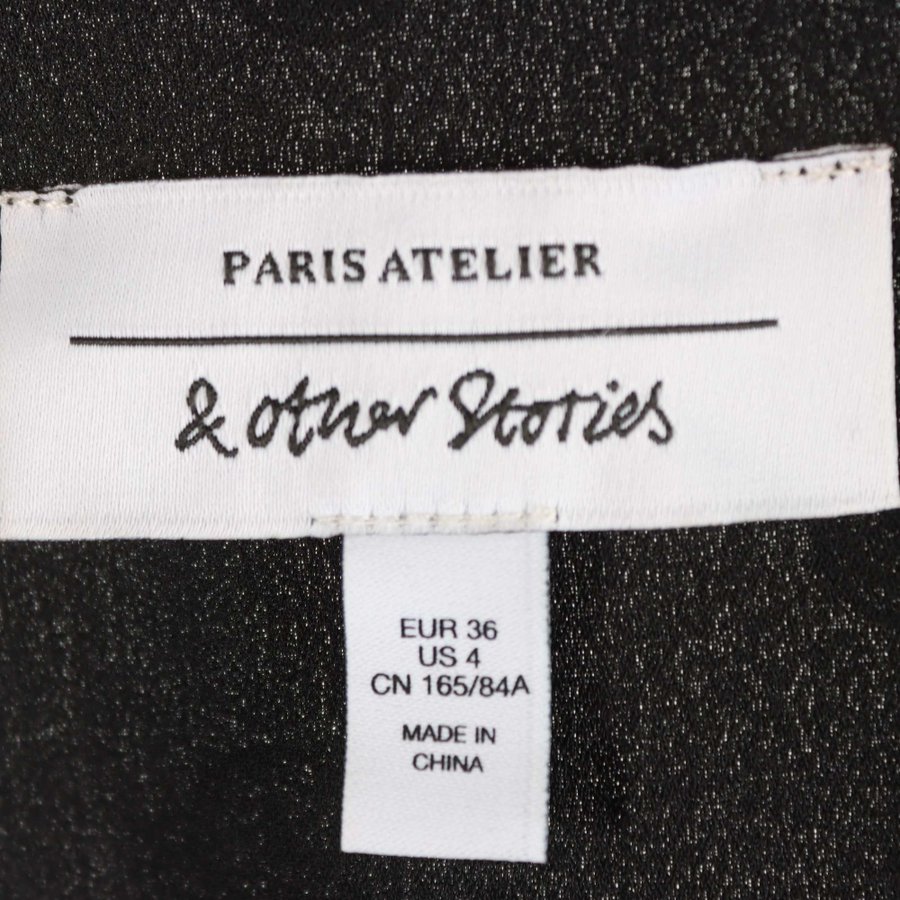 PARIS ATELIER
& Other Stories
EUR 36
US 4
CN 165/84A
MADE IN
CHINA